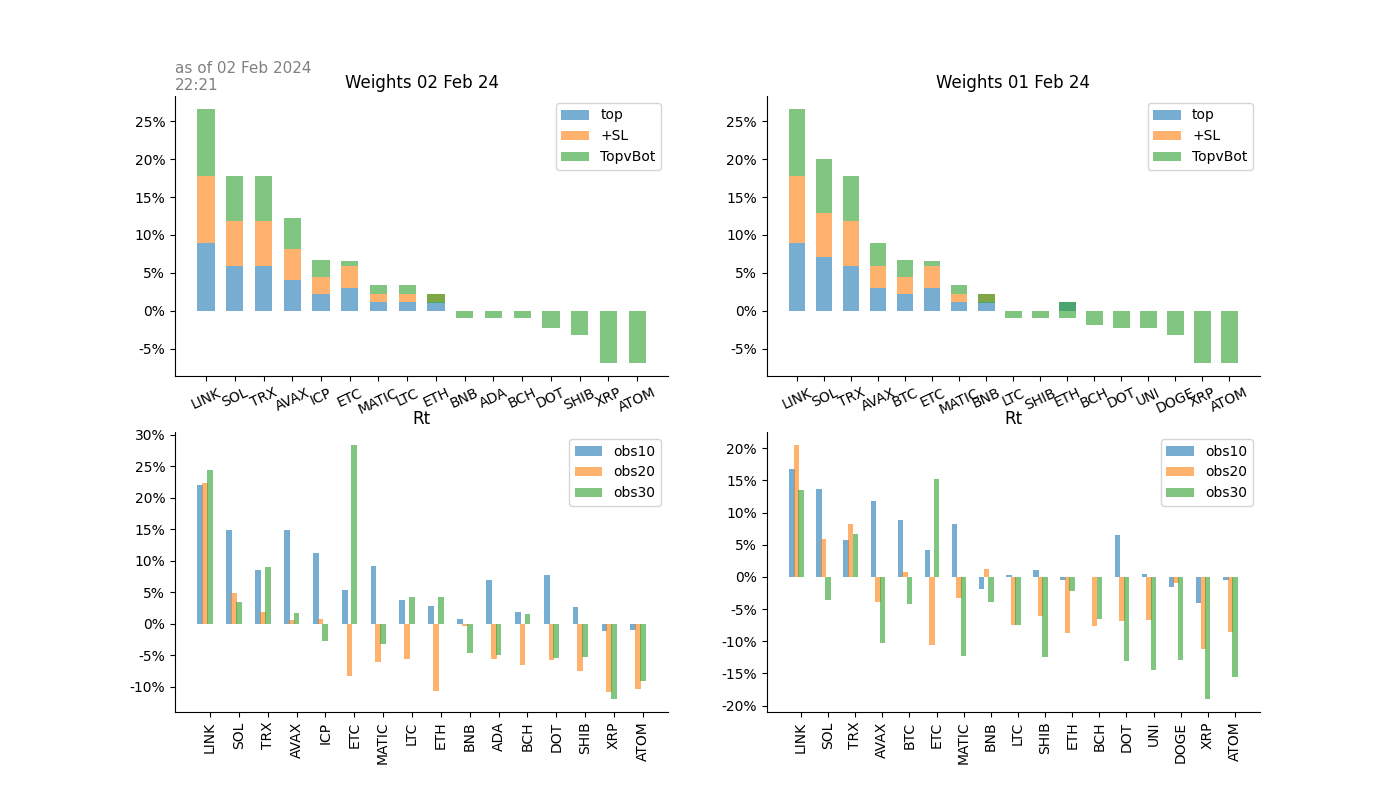 as of 02 Feb 2024
22:21
Weights 02 Feb 24
25%
20%
15%
10%
5%
0%
-5%
top
+SL
TopvBot
LINK SOL TRX AVAX ICP ETC MATIC LTC ETH BNB ADA BCH DOT SHIB XRP ATOM
Weights 01 Feb 24
25%
20%
15%
10%
5%
0%
-5%
top
+SL
TopvBot
LINK SOL TRX AVAX BTC ETC MATIC BNB LTC SHIB ETH BCH DOT UNI DOGE XRP ATOM
Rt
30%
25%
20%
15%
10%
5%
0%
-5%
-10%
obs10
obs20
obs30
LINK SOL TRX AVAX ICP ETC MATIC LTC ETH BNB ADA BCH DOT SHIB XRP ATOM
Rt
20%
15%
10%
5%
0%
-5%
-10%
-15%
-20%
obs10
obs20
obs30
LINK SOL TRX AVAX BTC ETC MATIC BNB LTC SHIB ETH BCH DOT UNI DOGE XRP ATOM